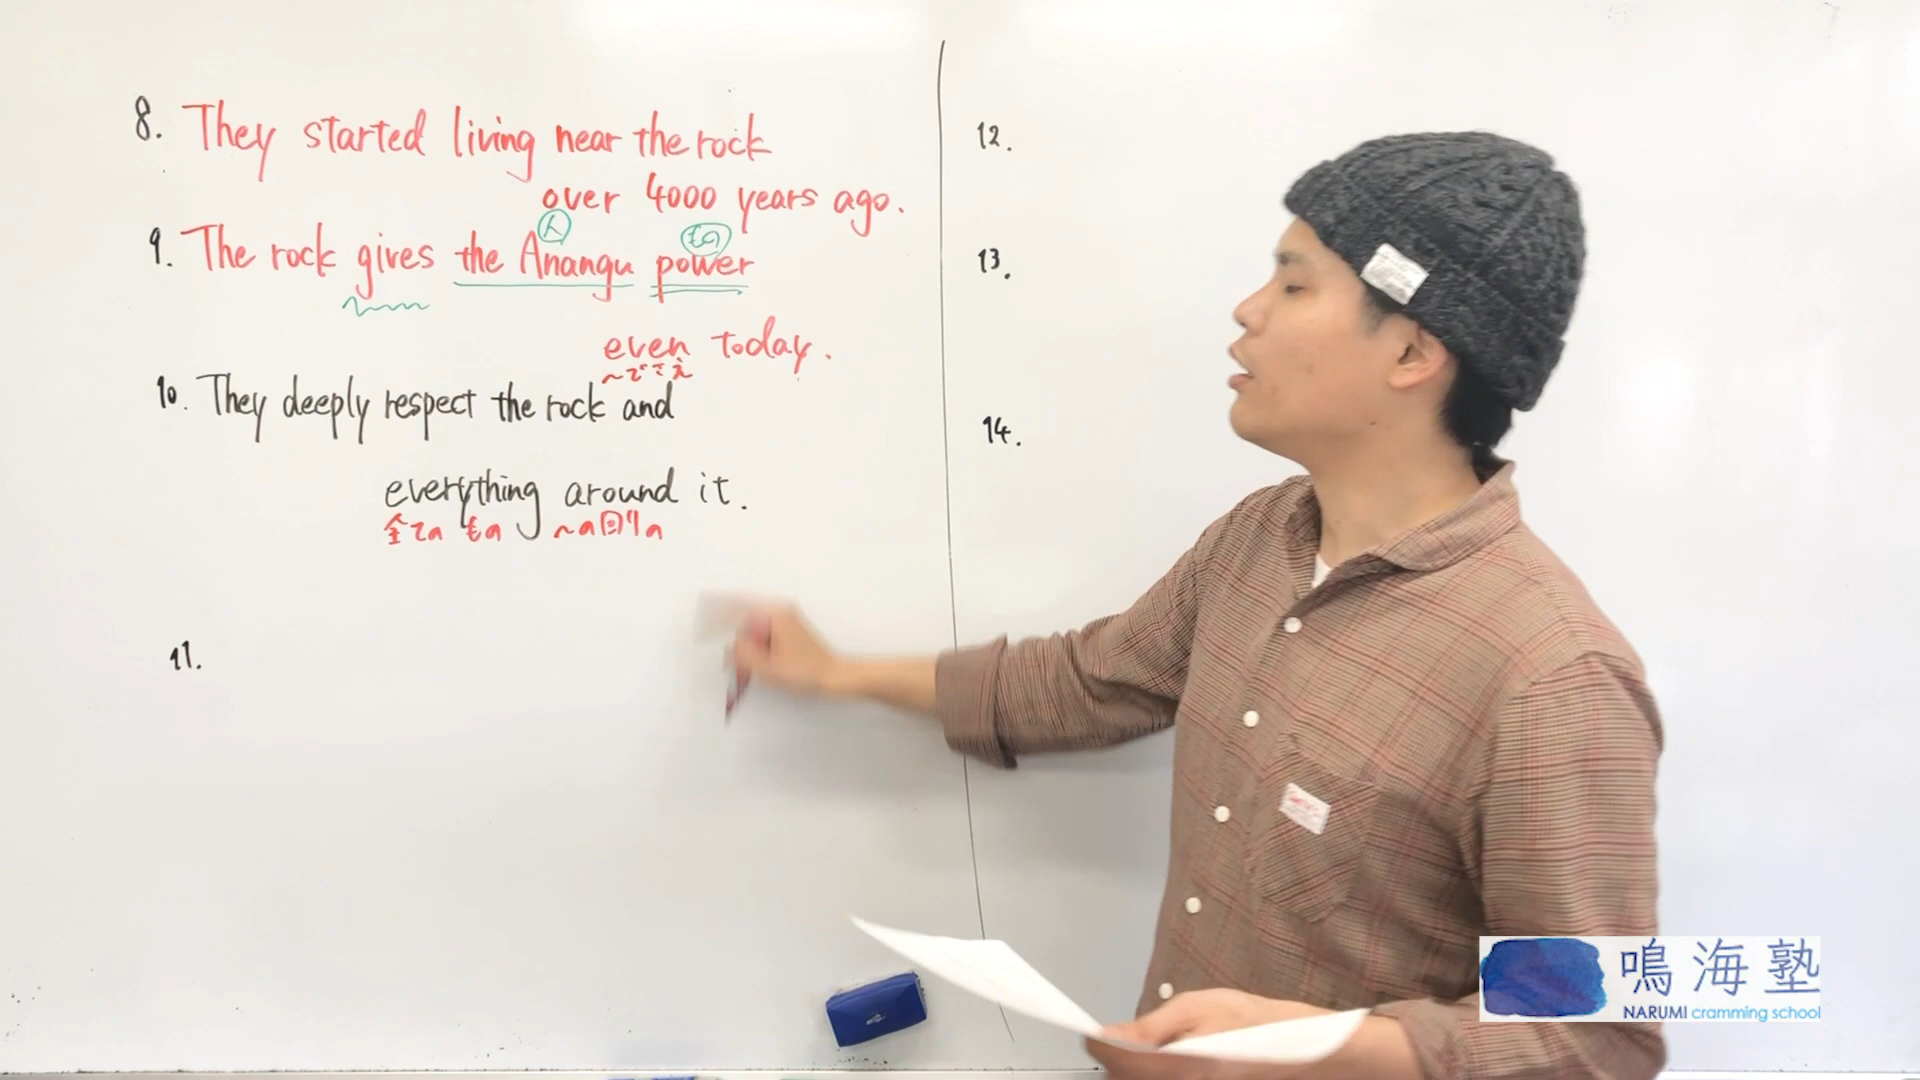 8. They started living near the rock
over 4000 years ago.
人 もの
9. The rock gives the Anangu power
even today.
～でさえ
10. They deeply respect the rock and
everything around it.
全ての もの ～の回りの
11.
12.
13.
14.
鳴海塾
NARUMI cramming school